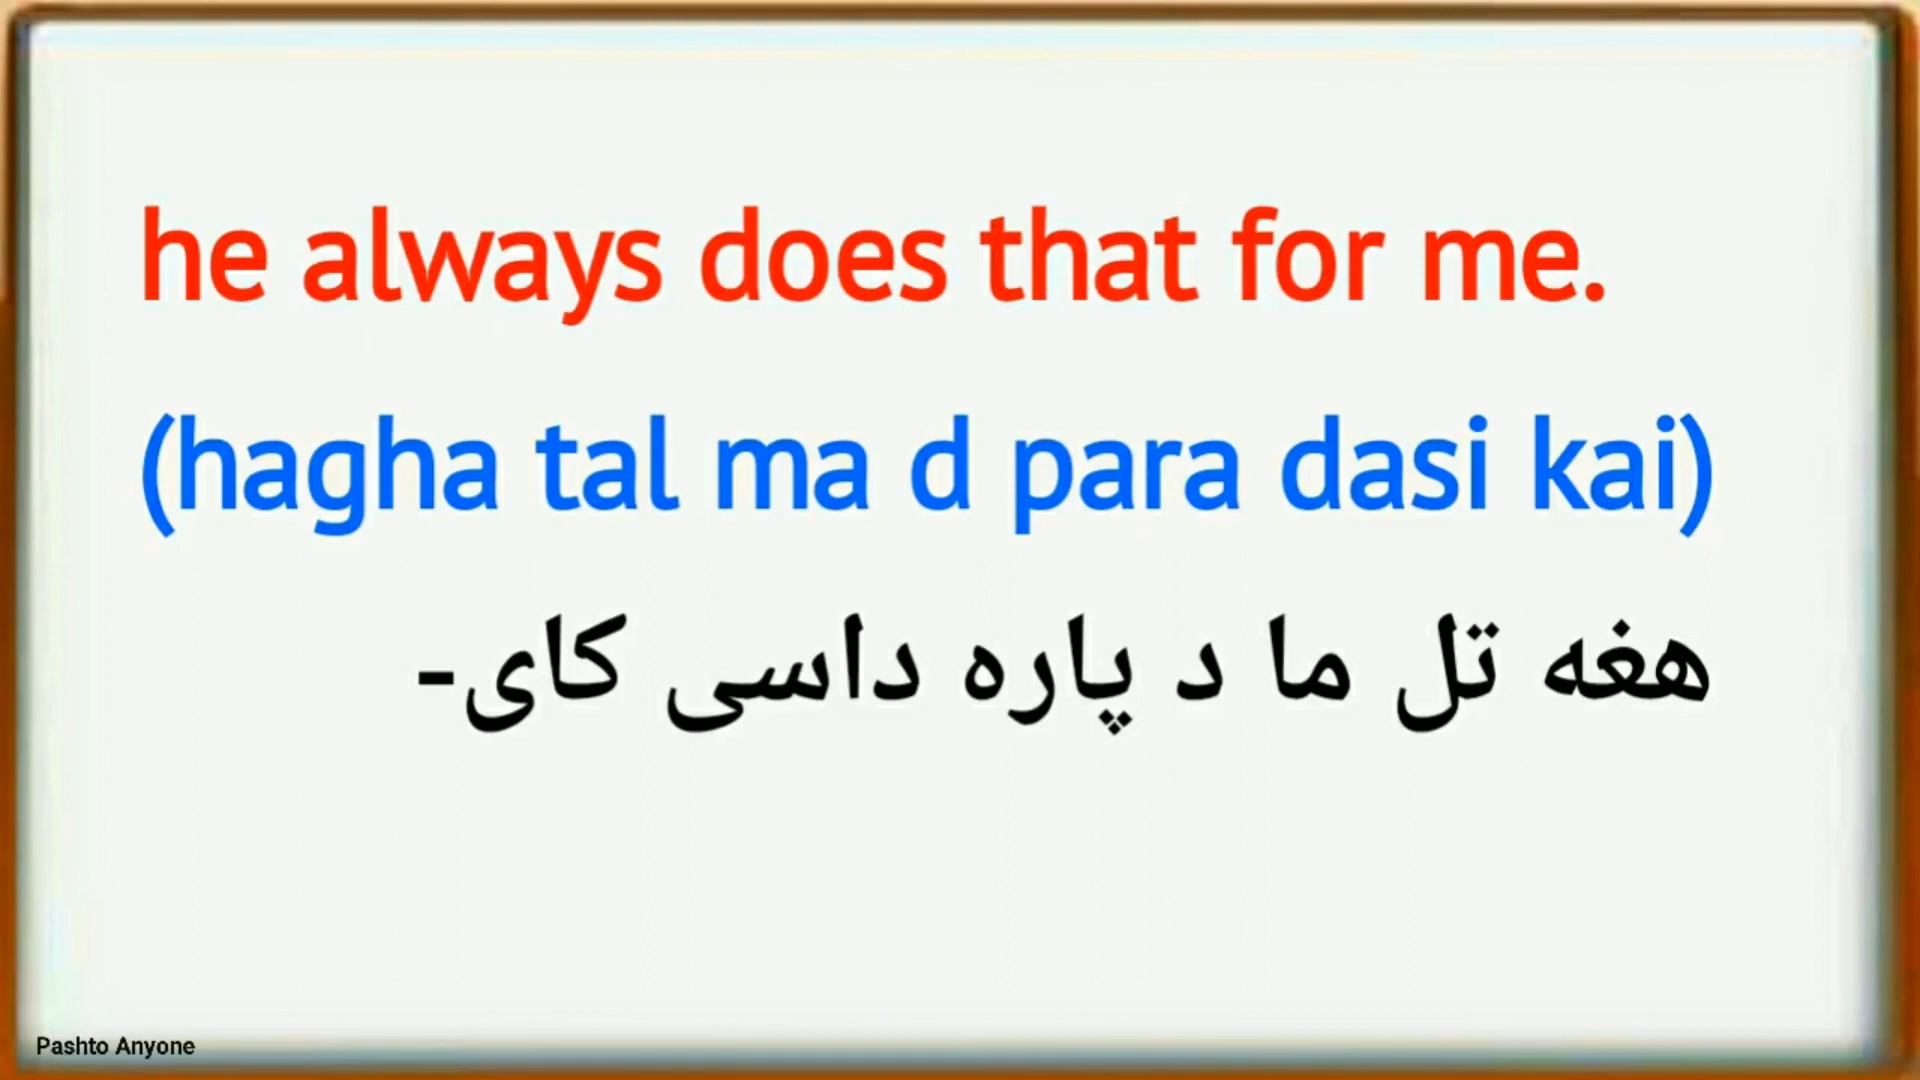 he always does that for me.
(hagha tal ma d para dasi kai)
هغه تل ما د پاره داسی کای-
Pashto Anyone